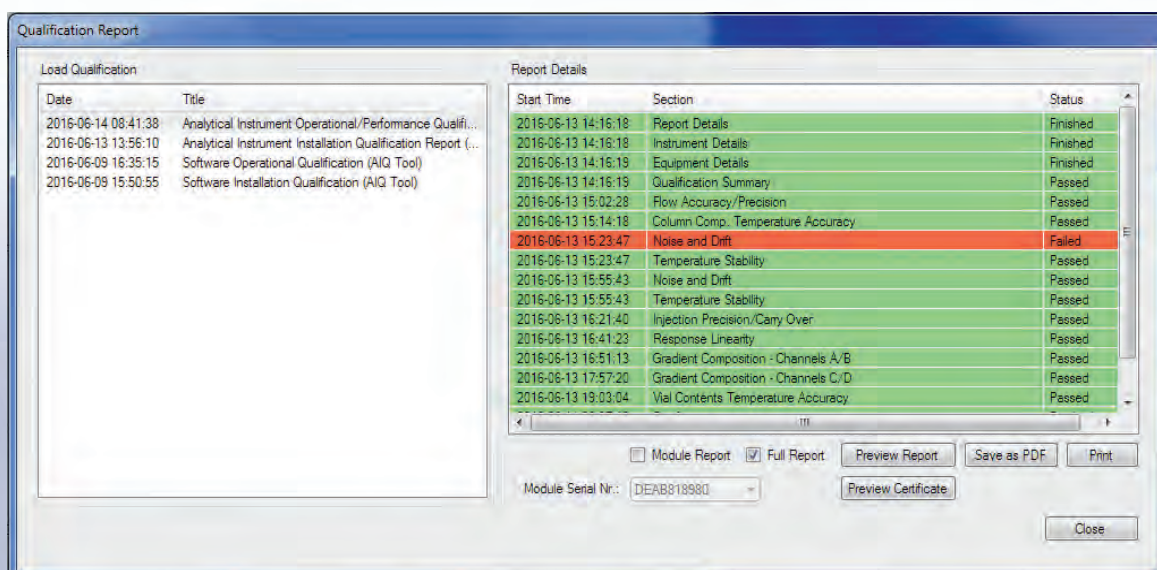 Qualification Report
Load Qualification
Date Title
2016-06-14 08:41:38 Analytical Instrument Operational/Performance Qualifi...
2016-06-13 13:56:10 Analytical Instrument Installation Qualification Report (...
2016-06-09 16:35:15 Software Operational Qualification (AIQ Tool)
2016-06-09 15:50:55 Software Installation Qualification (AIQ Tool)
Report Details
Start Time Section Status
2016-06-13 14:16:18 Report Details Finished
2016-06-13 14:16:18 Instrument Details Finished
2016-06-13 14:16:19 Equipment Details Finished
2016-06-13 14:16:19 Qualification Summary Passed
2016-06-13 15:02:28 Flow Accuracy/Precision Passed
2016-06-13 15:14:18 Column Comp. Temperature Accuracy Passed
2016-06-13 15:23:47 Noise and Drift Failed
2016-06-13 15:23:47 Temperature Stability Passed
2016-06-13 15:55:43 Noise and Drift Passed
2016-06-13 15:55:43 Temperature Stability Passed
2016-06-13 16:21:40 Injection Precision/Carry Over Passed
2016-06-13 16:41:23 Response Linearity Passed
2016-06-13 16:51:13 Gradient Composition - Channels A/B Passed
2016-06-13 17:57:20 Gradient Composition - Channels C/D Passed
2016-06-13 19:03:04 Vial Contents Temperature Accuracy Passed
Module Report Full Report Preview Report Save as PDF Print
Module Serial Nr.: DEAB818980 Preview Certificate
Close